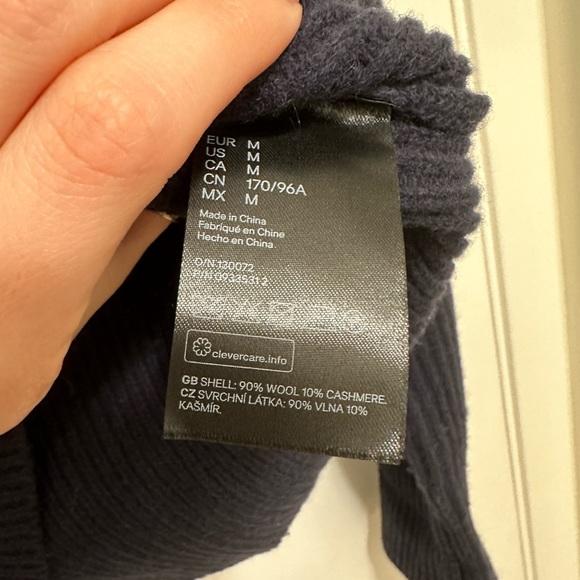 EUR M
US M
CA M
CN 170/96A
MX M
Made in China
Fabriqué en Chine
Hecho en China.
O/N 130072
clevercare.info
GB SHELL: 90% WOOL 10% CASHMERE.
CZ SVRCHNÍ LÁTKA: 90% VLNA 10%
KAŠMÍR.